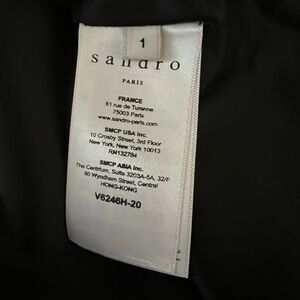 1
sandro
PARIS
FRANCE
61 rue de Turenne
75003 Paris
www.sandro-paris.com
SMCP USA Inc.
10 Crosby Street, 3rd Floor
New York, New York 10013
RN132784
SMCP ASIA Inc.
The Centrium, Suite 3203A-5A, 32/F
60 Wyndham Street, Central
HONG-KONG
V6246H-20